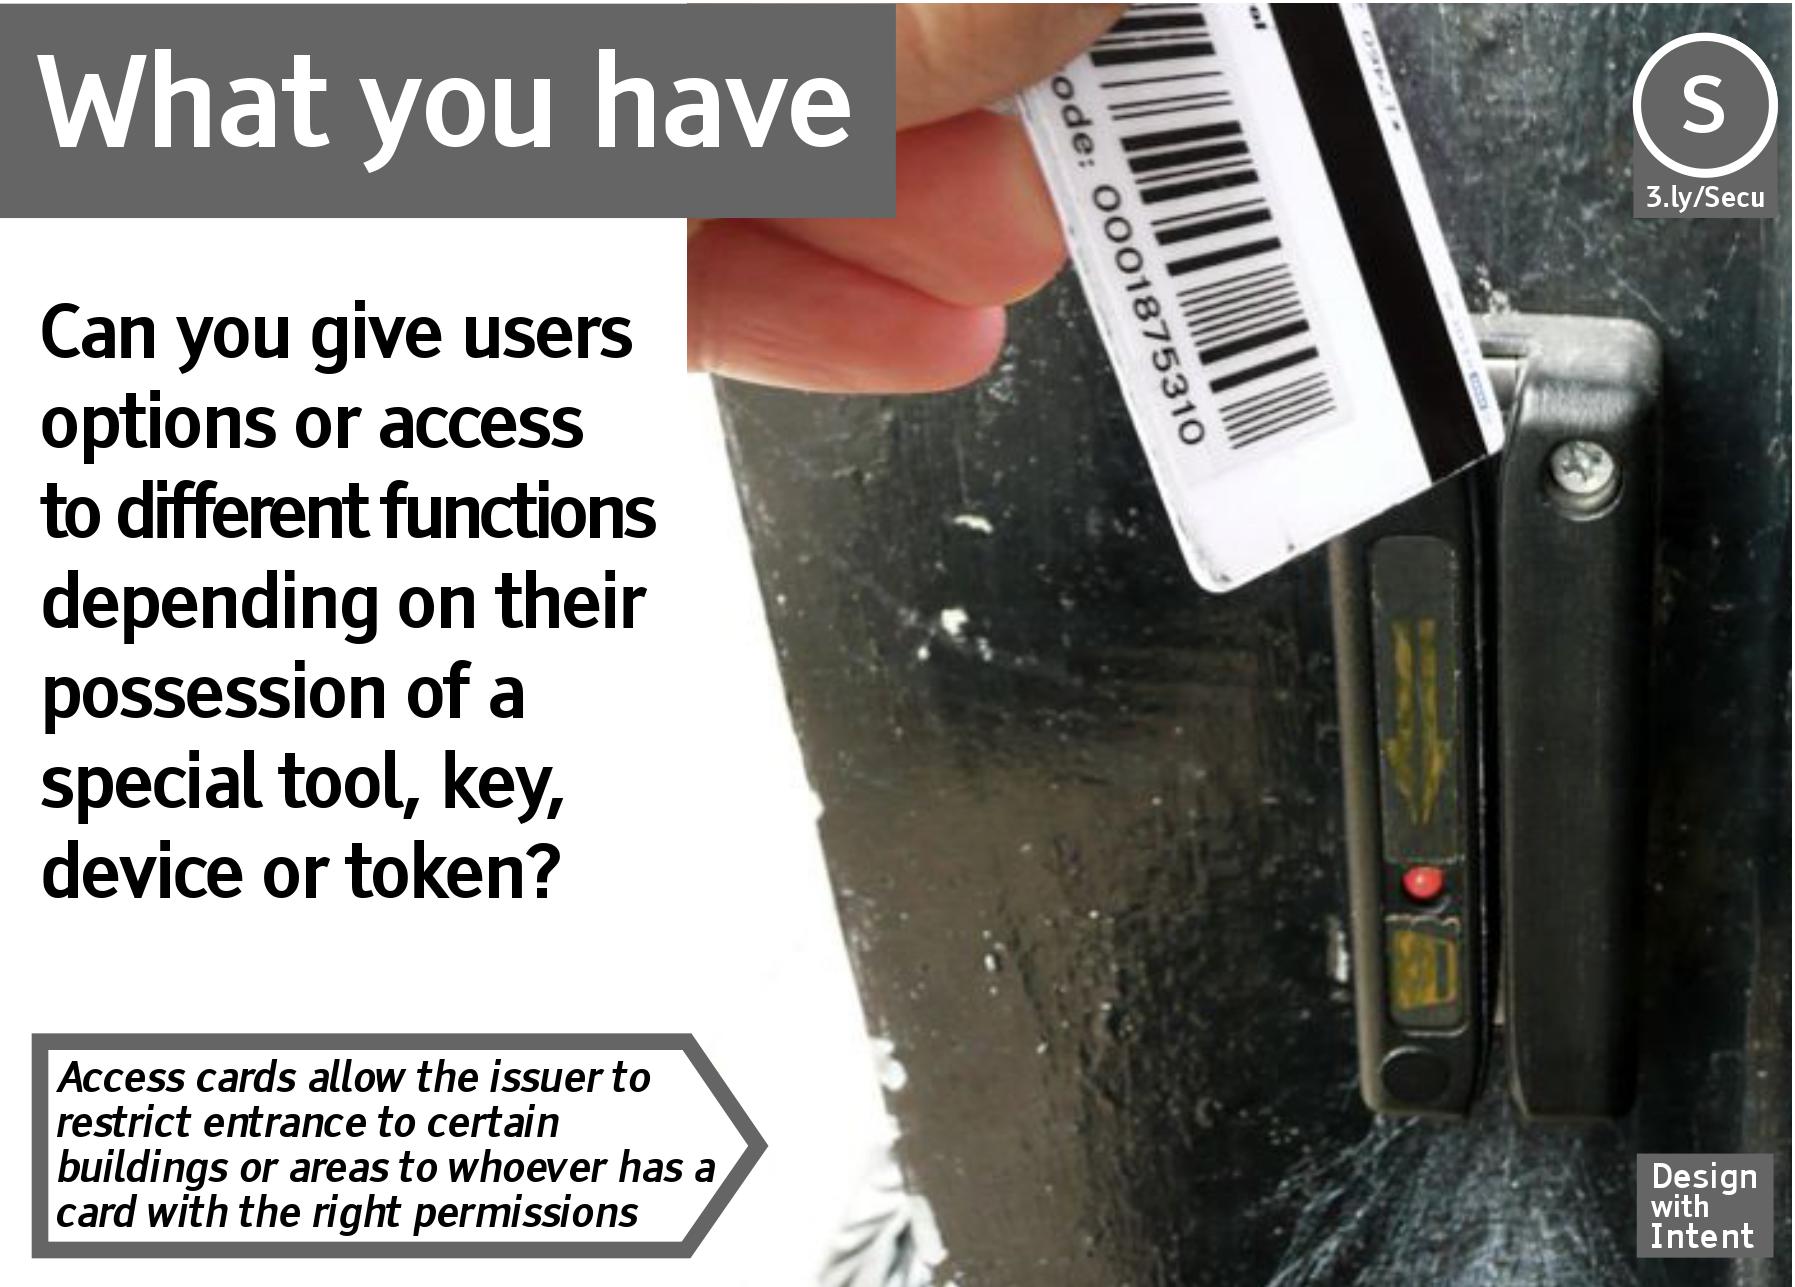 What you have
S
3.ly/Secu
Can you give users
options or access
to different functions
depending on their
possession of a
special tool, key,
device or token?
ode: 0001875310
Access cards allow the issuer to
restrict entrance to certain
buildings or areas to whoever has a
card with the right permissions
Design
with
Intent